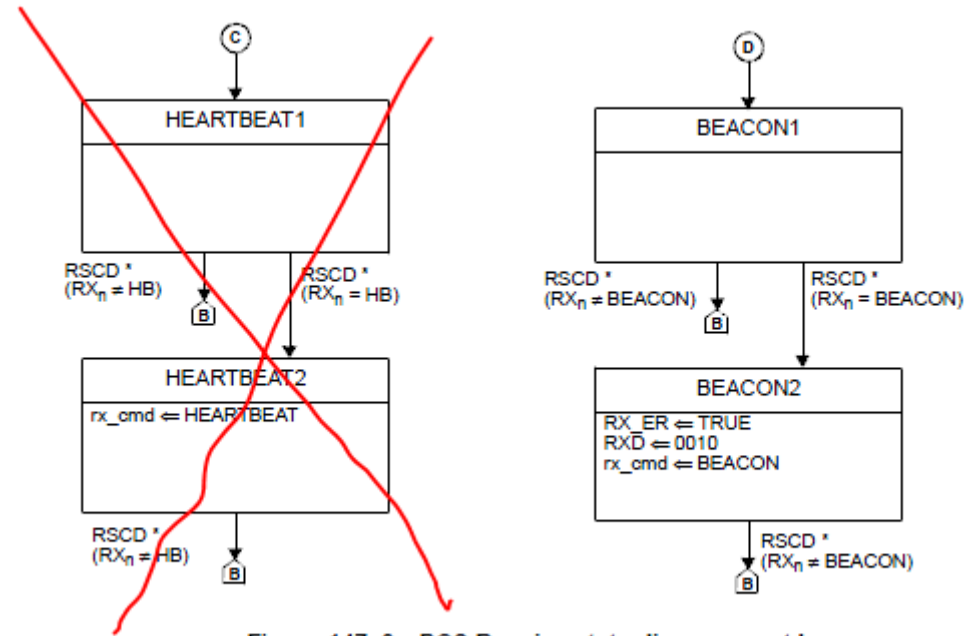 C
HEARTBEAT1
RSCD *
(RXn ≠ HB)
B
RSCD *
(RXn = HB)
HEARTBEAT2
rx_cmd ⇐ HEARTBEAT
RSCD *
(RXn ≠ HB)
B
D
BEACON1
RSCD *
(RXn ≠ BEACON)
B
RSCD *
(RXn = BEACON)
BEACON2
RX_ER ⇐ TRUE
RXD ⇐ 0010
rx_cmd ⇐ BEACON
RSCD *
(RXn ≠ BEACON)
B